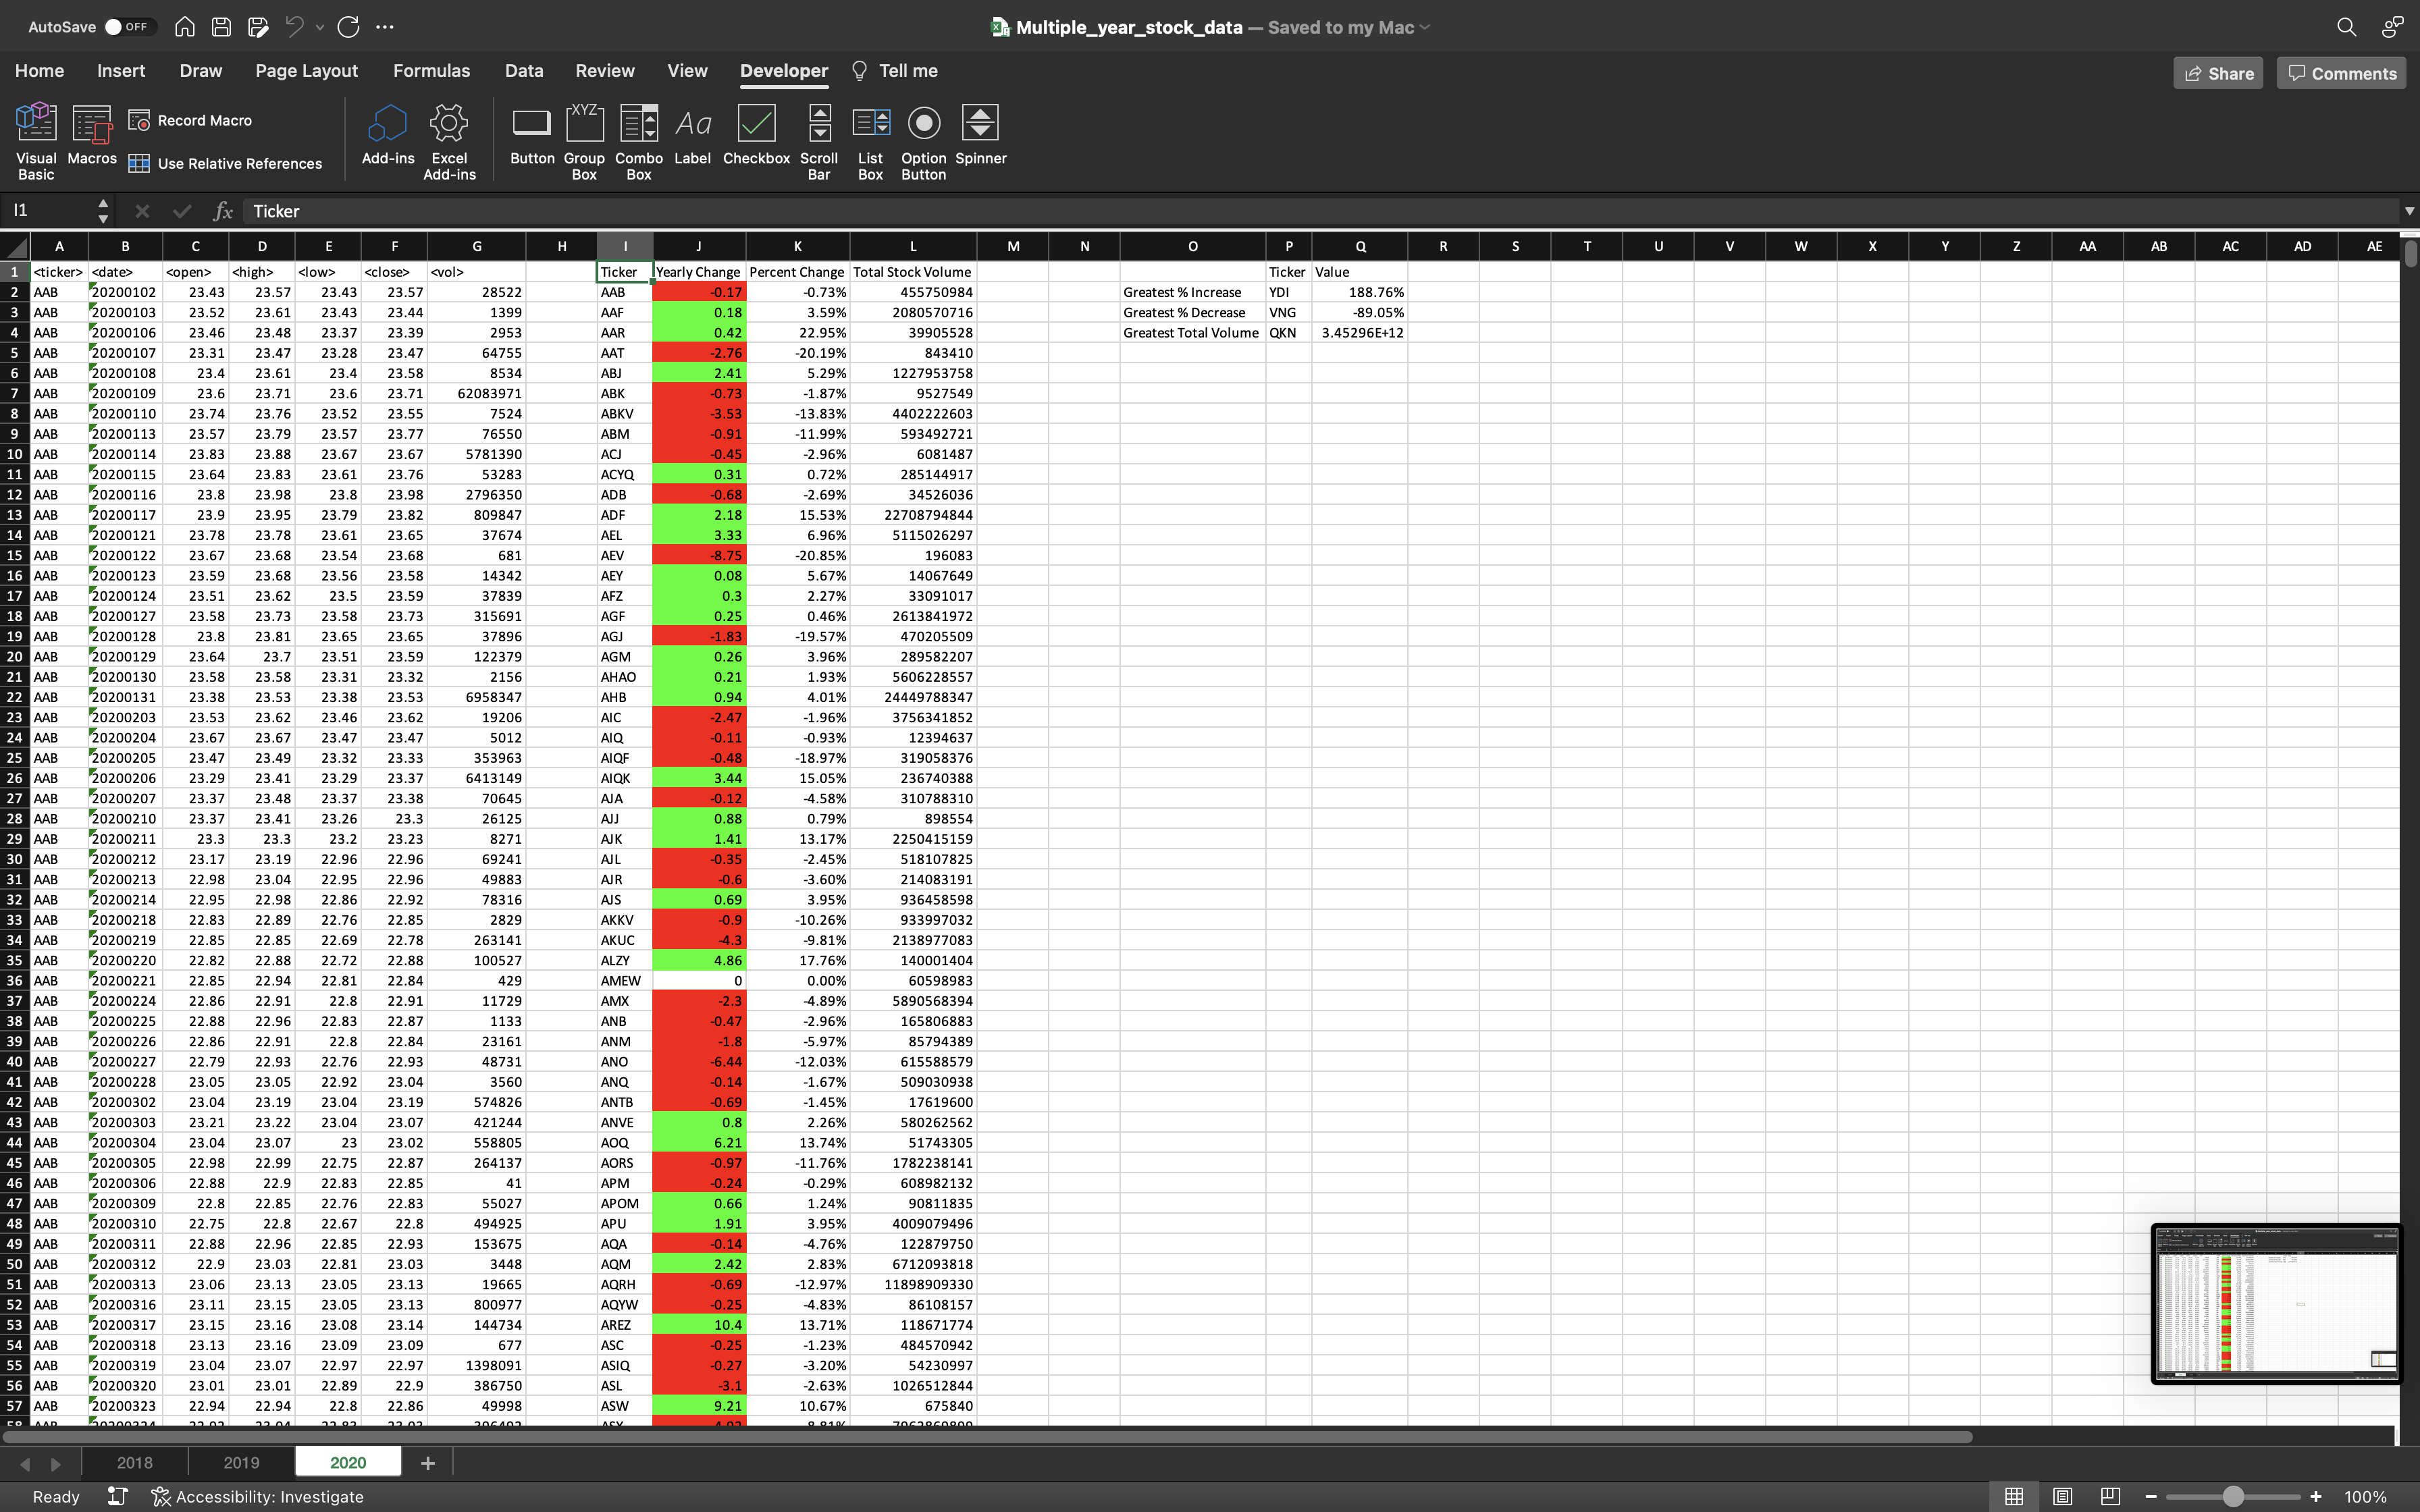 AutoSave OFF Multiple_year_stock_data — Saved to my Mac
Home Insert Draw Page Layout Formulas Data Review View Developer Tell me Share Comments
Visual Basic Macros Record Macro Use Relative References Add-ins Excel Add-ins Button Group Box XYZ Combo Box Label Aa Checkbox Scroll Bar List Box Option Button Spinner
I1 fx Ticker
A B C D E F G H I J K L M N O P Q R S T U V W X Y Z AA AB AC AD AE
1 <ticker> <date> <open> <high> <low> <close> <vol> Ticker Yearly Change Percent Change Total Stock Volume Ticker Value
2 AAB 20200102 23.43 23.57 23.43 23.57 28522 AAB -0.17 -0.73% 455750984 Greatest % Increase YDI 188.76%
3 AAB 20200103 23.52 23.61 23.43 23.44 1399 AAF 0.18 3.59% 2080570716 Greatest % Decrease VNG -89.05%
4 AAB 20200106 23.46 23.48 23.37 23.39 2953 AAR 0.42 22.95% 39905528 Greatest Total Volume QKN 3.45296E+12
5 AAB 20200107 23.31 23.47 23.28 23.47 64755 AAT -2.76 -20.19% 843410
6 AAB 20200108 23.4 23.61 23.4 23.58 8534 ABJ 2.41 5.29% 1227953758
7 AAB 20200109 23.6 23.71 23.6 23.71 62083971 ABK -0.73 -1.87% 9527549
8 AAB 20200110 23.74 23.76 23.52 23.55 7524 ABKV -3.53 -13.83% 4402222603
9 AAB 20200113 23.57 23.79 23.57 23.77 76550 ABM -0.91 -11.99% 593492721
10 AAB 20200114 23.83 23.88 23.67 23.67 5781390 ACJ -0.45 -2.96% 6081487
11 AAB 20200115 23.64 23.83 23.61 23.76 53283 ACYQ 0.31 0.72% 285144917
12 AAB 20200116 23.8 23.98 23.8 23.98 2796350 ADB -0.68 -2.69% 34526036
13 AAB 20200117 23.9 23.95 23.79 23.82 809847 ADF 2.18 15.53% 22708794844
14 AAB 20200121 23.78 23.78 23.61 23.65 37674 AEL 3.33 6.96% 5115026297
15 AAB 20200122 23.67 23.68 23.54 23.68 681 AEV -8.75 -20.85% 196083
16 AAB 20200123 23.59 23.68 23.56 23.58 14342 AEY 0.08 5.67% 14067649
17 AAB 20200124 23.51 23.62 23.5 23.59 37839 AFZ 0.3 2.27% 33091017
18 AAB 20200127 23.58 23.73 23.58 23.73 315691 AGF 0.25 0.46% 2613841972
19 AAB 20200128 23.8 23.81 23.65 23.65 37896 AGJ -1.83 -19.57% 470205509
20 AAB 20200129 23.64 23.7 23.51 23.59 122379 AGM 0.26 3.96% 289582207
21 AAB 20200130 23.58 23.58 23.31 23.32 2156 AHAO 0.21 1.93% 5606228557
22 AAB 20200131 23.38 23.53 23.38 23.53 6958347 AHB 0.94 4.01% 24449788347
23 AAB 20200203 23.53 23.62 23.46 23.62 19206 AIC -2.47 -1.96% 3756341852
24 AAB 20200204 23.67 23.67 23.47 23.47 5012 AIQ -0.11 -0.93% 12394637
25 AAB 20200205 23.47 23.49 23.32 23.33 353963 AIQF -0.48 -18.97% 319058376
26 AAB 20200206 23.29 23.41 23.29 23.37 6413149 AIQK 3.44 15.05% 236740388
27 AAB 20200207 23.37 23.48 23.37 23.38 70645 AJA -0.12 -4.58% 310788310
28 AAB 20200210 23.37 23.41 23.26 23.3 26125 AJJ 0.88 0.79% 898554
29 AAB 20200211 23.3 23.3 23.2 23.23 8271 AJK 1.41 13.17% 2250415159
30 AAB 20200212 23.17 23.19 22.96 22.96 69241 AJL -0.35 -2.45% 518107825
31 AAB 20200213 22.98 23.04 22.95 22.96 49883 AJR -0.6 -3.60% 214083191
32 AAB 20200214 22.95 22.98 22.86 22.92 78316 AJS 0.69 3.95% 936458598
33 AAB 20200218 22.83 22.89 22.76 22.85 2829 AKKV -0.9 -10.26% 933997032
34 AAB 20200219 22.85 22.85 22.69 22.78 263141 AKUC -4.3 -9.81% 2138977083
35 AAB 20200220 22.82 22.88 22.72 22.88 100527 ALZY 4.86 17.76% 140001404
36 AAB 20200221 22.85 22.94 22.81 22.84 429 AMEW 0 0.00% 60598983
37 AAB 20200224 22.86 22.91 22.8 22.91 11729 AMX -2.3 -4.89% 5890568394
38 AAB 20200225 22.88 22.96 22.83 22.87 1133 ANB -0.47 -2.96% 165806883
39 AAB 20200226 22.86 22.91 22.8 22.84 23161 ANM -1.8 -5.97% 85794389
40 AAB 20200227 22.79 22.93 22.76 22.93 48731 ANO -6.44 -12.03% 615588579
41 AAB 20200228 23.05 23.05 22.92 23.04 3560 ANQ -0.14 -1.67% 509030938
42 AAB 20200302 23.04 23.19 23.04 23.19 574826 ANTB -0.69 -1.45% 17619600
43 AAB 20200303 23.21 23.22 23.04 23.07 421244 ANVE 0.8 2.26% 580262562
44 AAB 20200304 23.04 23.07 23 23.02 558805 AOQ 6.21 13.74% 51743305
45 AAB 20200305 22.98 22.99 22.75 22.87 264137 AORS -0.97 -11.76% 1782238141
46 AAB 20200306 22.88 22.9 22.83 22.85 41 APM -0.24 -0.29% 608982132
47 AAB 20200309 22.8 22.85 22.76 22.83 55027 APOM 0.66 1.24% 90811835
48 AAB 20200310 22.75 22.8 22.67 22.8 494925 APU 1.91 3.95% 4009079496
49 AAB 20200311 22.88 22.96 22.85 22.93 153675 AQA -0.14 -4.76% 122879750
50 AAB 20200312 22.9 23.03 22.81 23.03 3448 AQM 2.42 2.83% 6712093818
51 AAB 20200313 23.06 23.13 23.05 23.13 19665 AQRH -0.69 -12.97% 11898909330
52 AAB 20200316 23.11 23.15 23.05 23.13 800977 AQYW -0.25 -4.83% 86108157
53 AAB 20200317 23.15 23.16 23.08 23.14 144734 AREZ 10.4 13.71% 118671774
54 AAB 20200318 23.13 23.16 23.09 23.09 677 ASC -0.25 -1.23% 484570942
55 AAB 20200319 23.04 23.07 22.97 22.97 1398091 ASIQ -0.27 -3.20% 54230997
56 AAB 20200320 23.01 23.01 22.89 22.9 386750 ASL -3.1 -2.63% 1026512844
57 AAB 20200323 22.94 22.94 22.8 22.86 49998 ASW 9.21 10.67% 675840
2018 2019 2020 +
Ready Accessibility: Investigate 100%